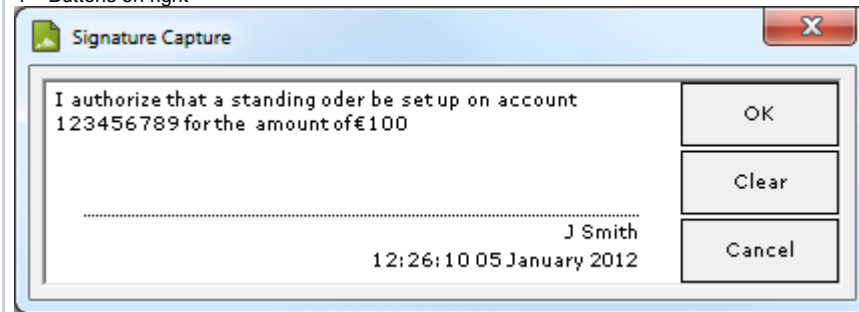 Buttons on right
Signature Capture
I authorize that a standing oder be set up on account
123456789 for the amount of €100
OK
Clear
J Smith
12:26:10 05 January 2012
Cancel